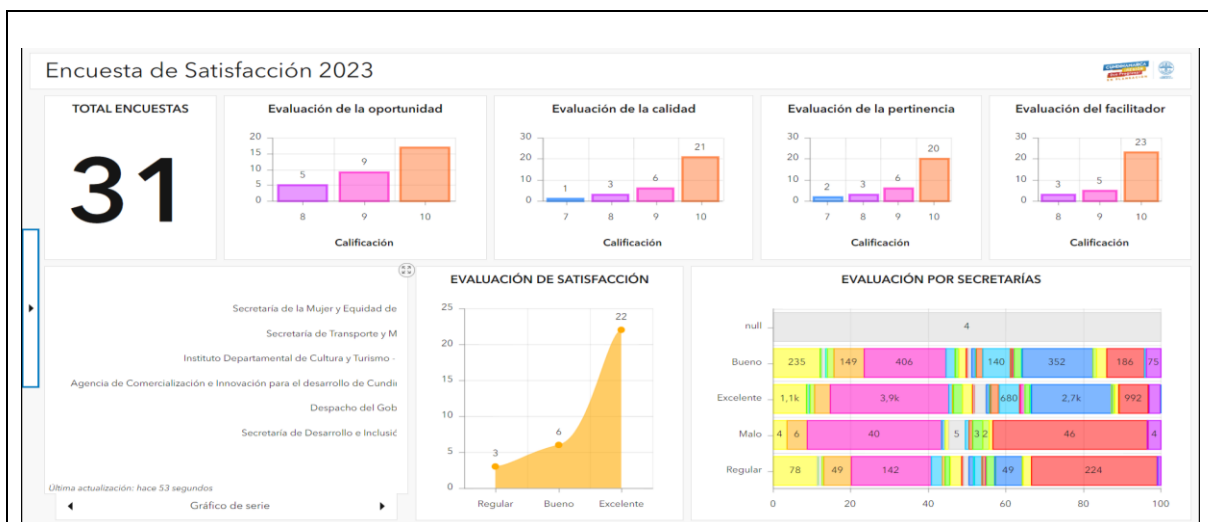 Encuesta de Satisfacción 2023
TOTAL ENCUESTAS
31
Evaluación de la oportunidad
20
15
10
5
0
5
9
8 9 10
Calificación
Evaluación de la calidad
30
20
10
0
1
3
6
21
7 8 9 10
Calificación
Evaluación de la pertinencia
30
20
10
0
2
3
6
20
7 8 9 10
Calificación
Evaluación del facilitador
30
20
10
0
3
5
23
8 9 10
Calificación
Secretaría de la Mujer y Equidad de
Secretaría de Transporte y M
Instituto Departamental de Cultura y Turismo -
Agencia de Comercialización e Innovación para el desarrollo de Cundi
Despacho del Gob
Secretaría de Desarrollo e Inclusió
Última actualización: hace 53 segundos
Gráfico de serie
EVALUACIÓN DE SATISFACCIÓN
25
20
15
10
5
0
3
6
22
Regular Bueno Excelente
EVALUACIÓN POR SECRETARÍAS
null 4
Bueno 235 149 406 140 352 186 75
Excelente 1,1k 3,9k 680 2,7k 992
Malo 4 6 40 5 3 2 46 4
Regular 78 49 142 49 224
0 20 40 60 80 100